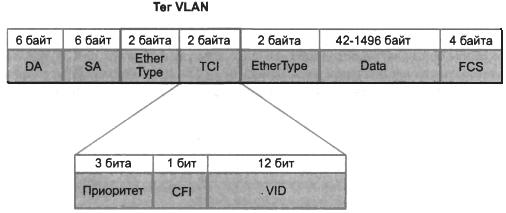 Тег VLAN
6 байт 6 байт 2 байта 2 байта 2 байта 42-1496 байт 4 байта
DA SA Ether Type TCI EtherType Data FCS
3 бита 1 бит 12 бит
Приоритет CFI .VID